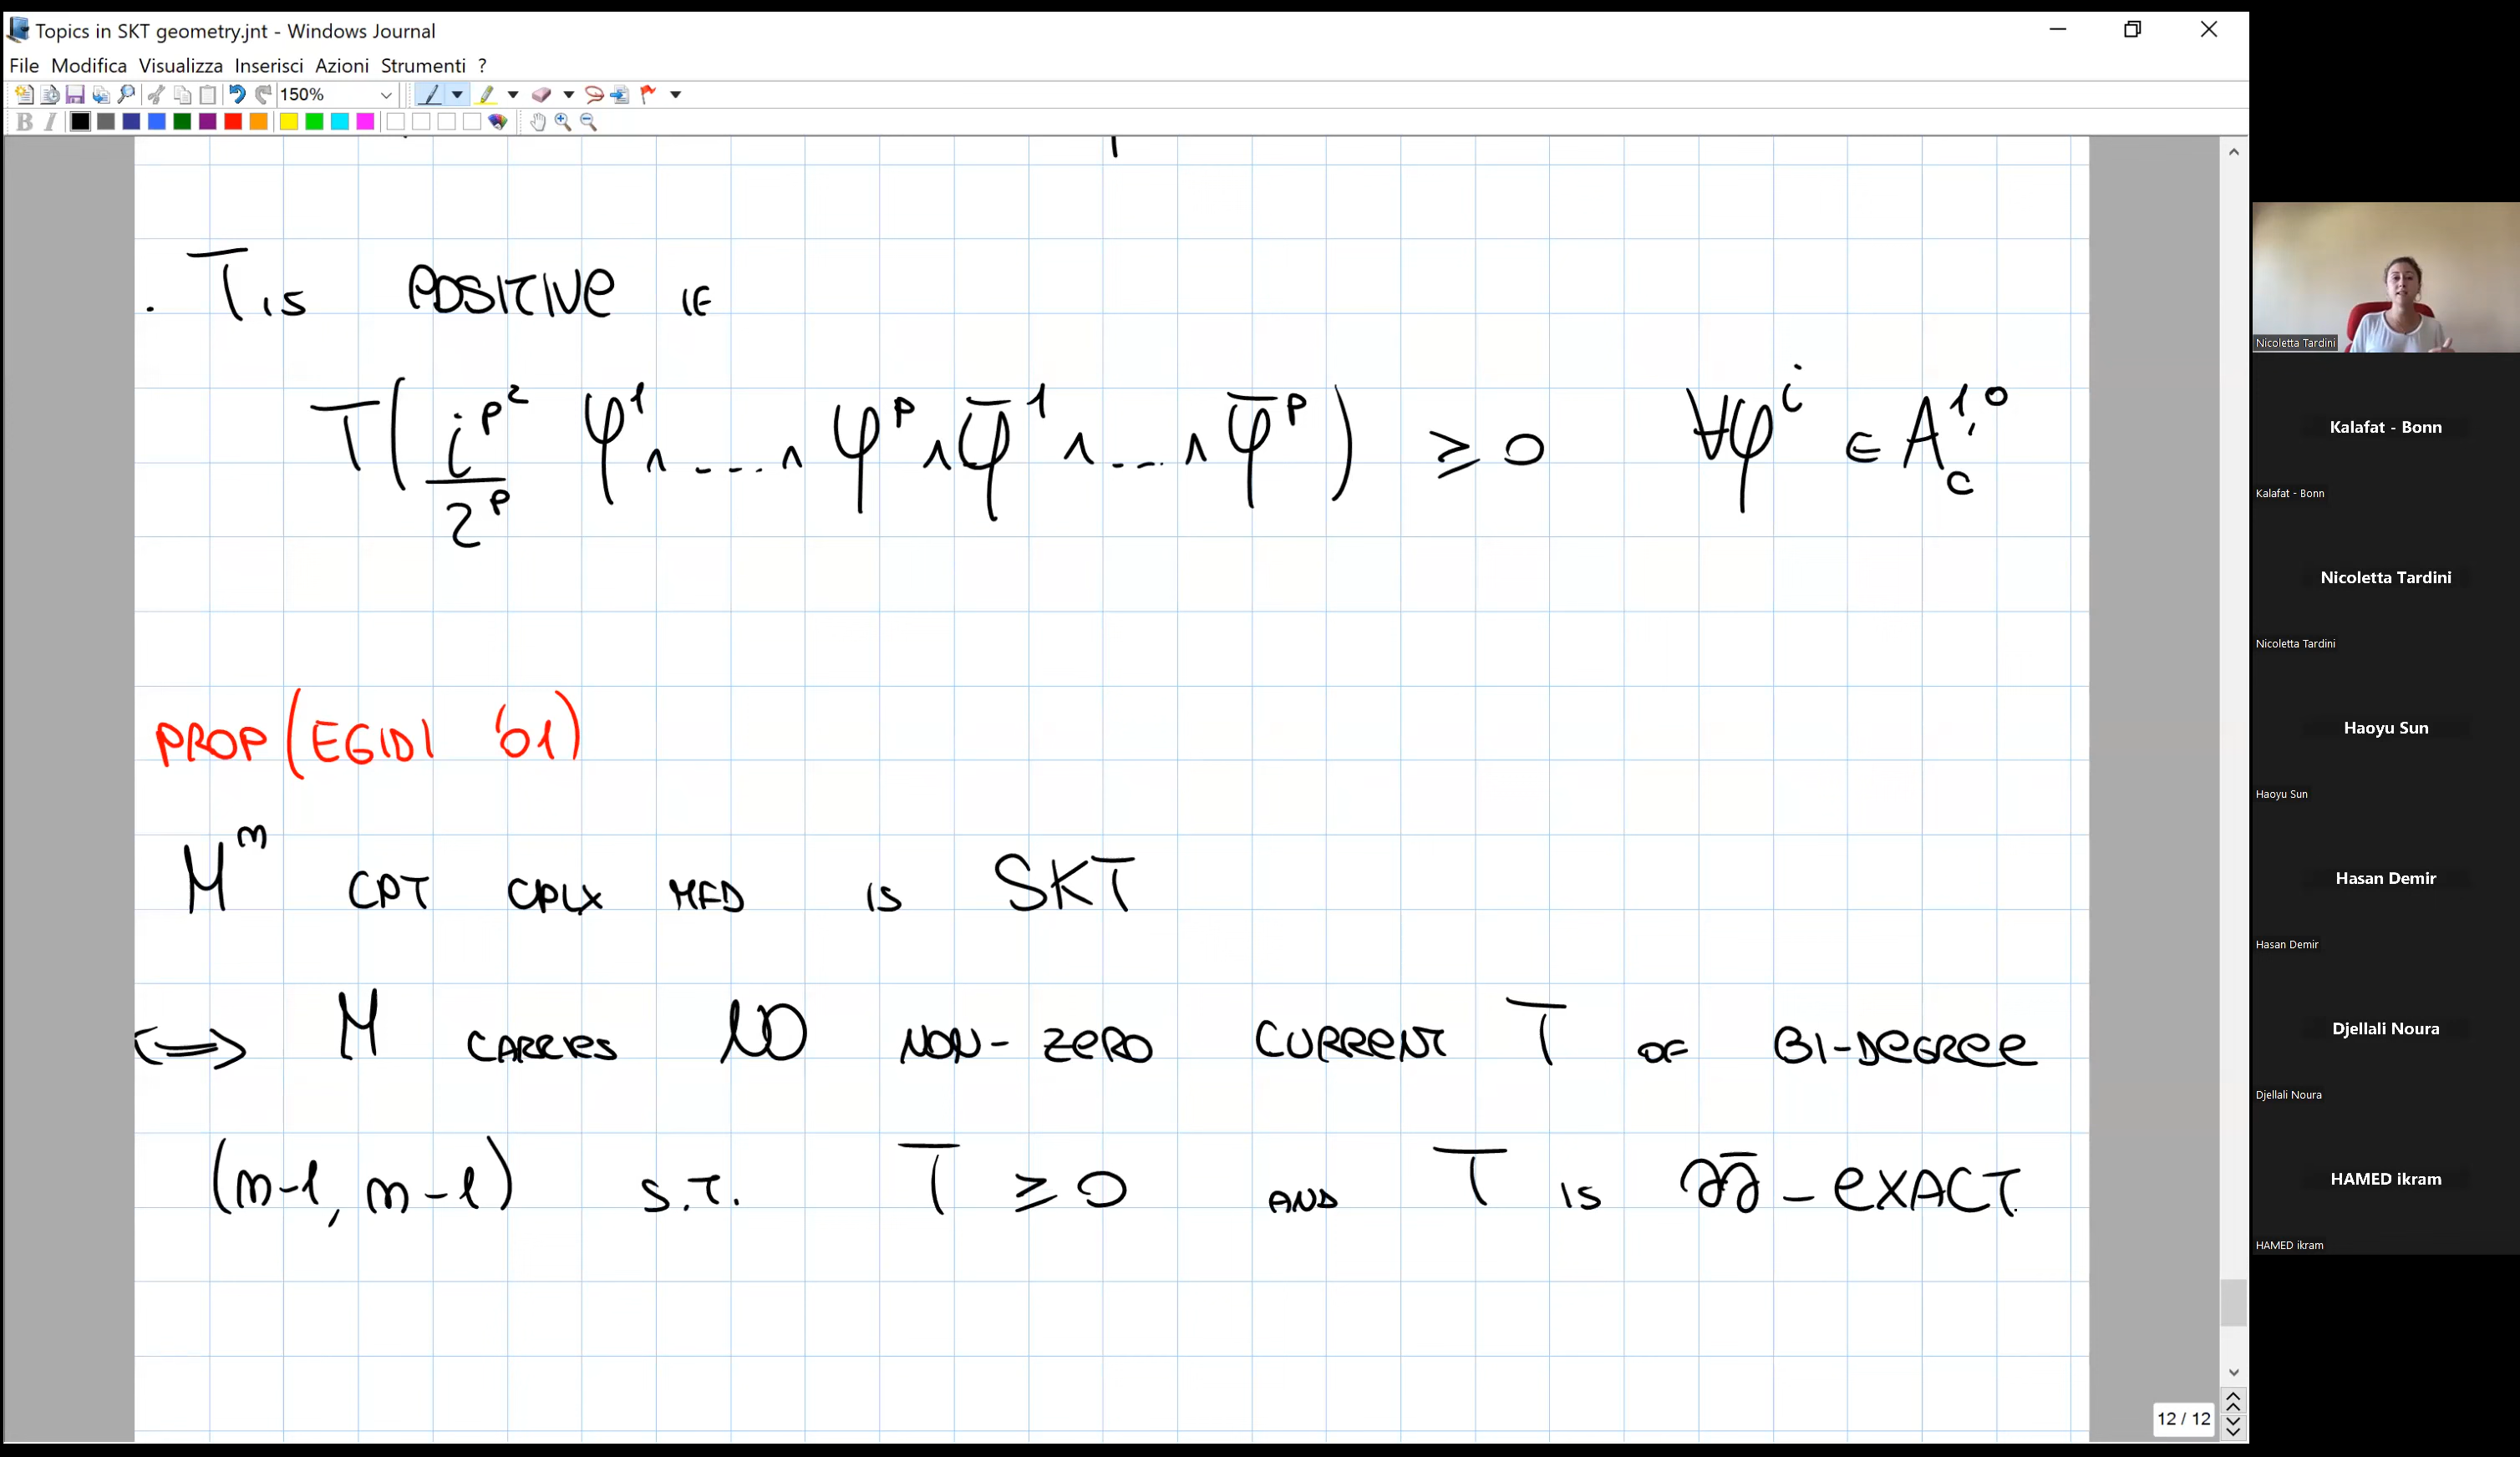 Topics in SKT geometry.jnt - Windows Journal
File Modifica Visualizza Inserisci Azioni Strumenti ?
150%
B I
. T IS POSITIVE IF
T( i^{p^2}/2^p φ^1 ∧ .... ∧ φ^p ∧ φ̄^1 ∧ ... ∧ φ̄^p ) ≥ 0 ∀φ^i ∈ A_c^{1,0}
PROP (EGIDI '01)
M^n CPT CPLX MFD IS SKT
⟺ M CARRIES NO NON-ZERO CURRENT T OF BI-DEGREE
(n-1, n-1) S.T. T ≥ 0 AND T IS ∂∂̄ - EXACT.
12 / 12
Nicoletta Tardini
Kalafat - Bonn
Kalafat - Bonn
Nicoletta Tardini
Nicoletta Tardini
Haoyu Sun
Haoyu Sun
Hasan Demir
Hasan Demir
Djellali Noura
Djellali Noura
HAMED ikram
HAMED ikram